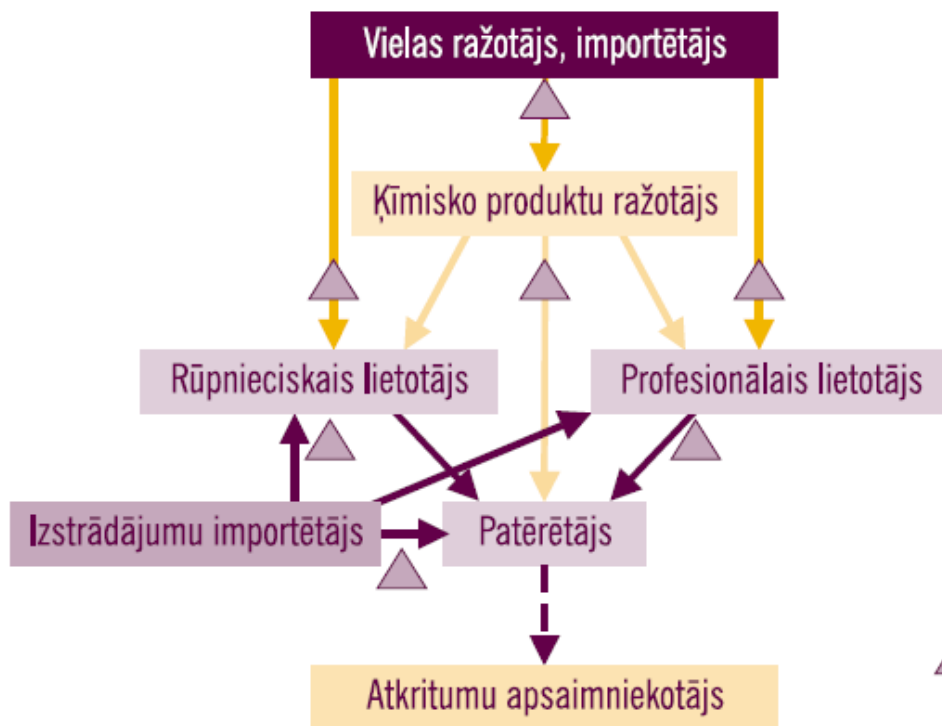 Vielas ražotājs, importētājs
Ķīmisko produktu ražotājs
Rūpnieciskais lietotājs
Profesionālais lietotājs
Izstrādājumu importētājs
Patērētājs
Atkritumu apsaimniekotājs